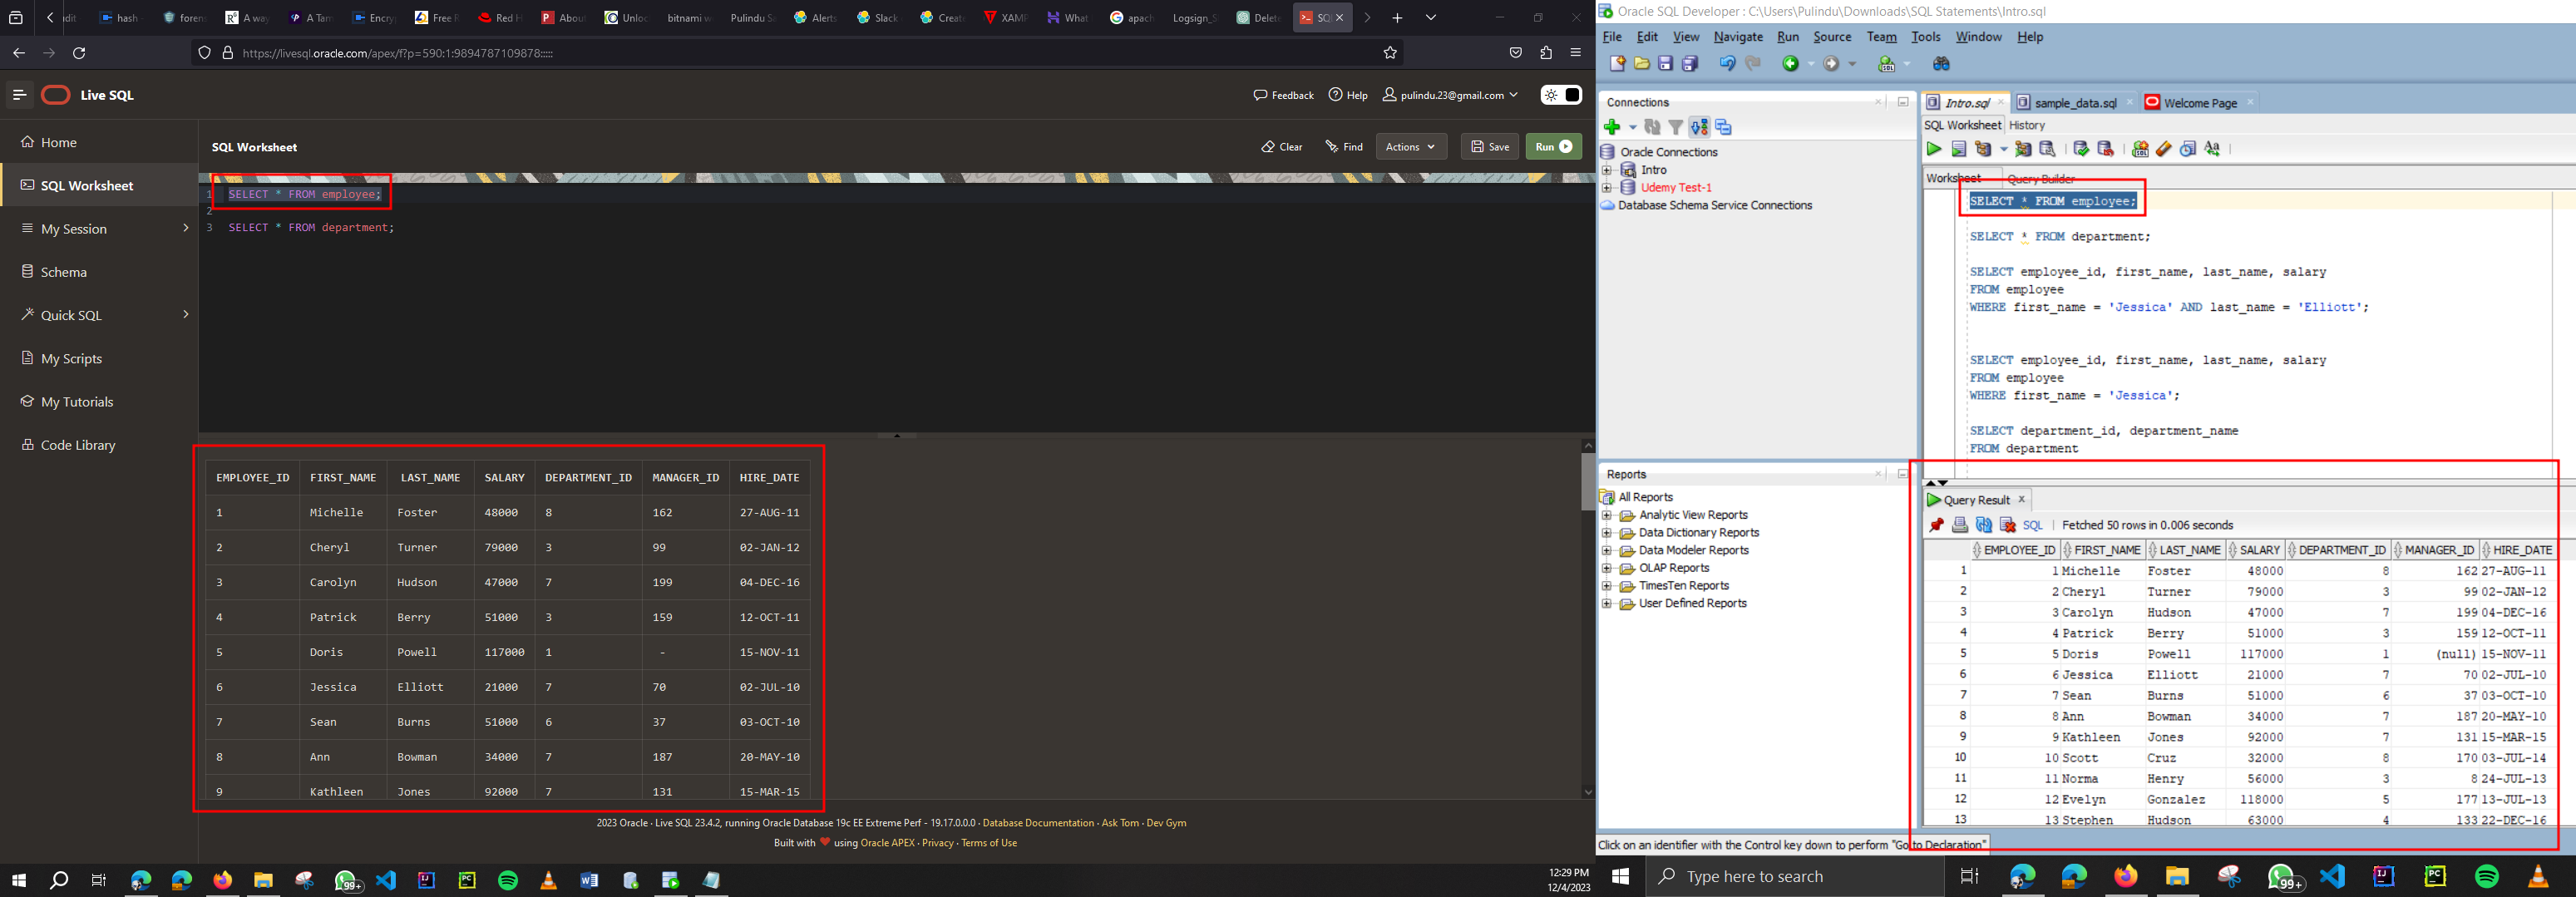 hash
foren
A way
A Tam
Encry
Free R
Red H
About
Unloc
bitnami w
Pulindu Sa
Alerts
Slack
Create
XAMP
What
apach
Logsign_S
Delete
SQ
https://livesql.oracle.com/apex/f?p=590:1:9894787109878:::::
Live SQL
Feedback
Help
pulindu.23@gmail.com
Home
SQL Worksheet
My Session
Schema
Quick SQL
My Scripts
My Tutorials
Code Library
SQL Worksheet
Clear
Find
Actions
Save
Run
1 SELECT * FROM employee;
2
3 SELECT * FROM department;
EMPLOYEE_ID FIRST_NAME LAST_NAME SALARY DEPARTMENT_ID MANAGER_ID HIRE_DATE
1 Michelle Foster 48000 8 162 27-AUG-11
2 Cheryl Turner 79000 3 99 02-JAN-12
3 Carolyn Hudson 47000 7 199 04-DEC-16
4 Patrick Berry 51000 3 159 12-OCT-11
5 Doris Powell 117000 1 - 15-NOV-11
6 Jessica Elliott 21000 7 70 02-JUL-10
7 Sean Burns 51000 6 37 03-OCT-10
8 Ann Bowman 34000 7 187 20-MAY-10
9 Kathleen Jones 92000 7 131 15-MAR-15
2023 Oracle · Live SQL 23.4.2, running Oracle Database 19c EE Extreme Perf - 19.17.0.0.0 · Database Documentation · Ask Tom · Dev Gym
Built with ❤ using Oracle APEX · Privacy · Terms of Use
99+
12:29 PM
12/4/2023
Oracle SQL Developer : C:\Users\Pulindu\Downloads\SQL Statements\Intro.sql
File Edit View Navigate Run Source Team Tools Window Help
Connections
Oracle Connections
Intro
Udemy Test-1
Database Schema Service Connections
Reports
All Reports
Analytic View Reports
Data Dictionary Reports
Data Modeler Reports
OLAP Reports
TimesTen Reports
User Defined Reports
Intro.sql
sample_data.sql
Welcome Page
SQL Worksheet History
Worksheet Query Builder
SELECT * FROM employee;
SELECT * FROM department;
SELECT employee_id, first_name, last_name, salary
FROM employee
WHERE first_name = 'Jessica' AND last_name = 'Elliott';
SELECT employee_id, first_name, last_name, salary
FROM employee
WHERE first_name = 'Jessica';
SELECT department_id, department_name
FROM department
Query Result
SQL | Fetched 50 rows in 0.006 seconds
EMPLOYEE_ID FIRST_NAME LAST_NAME SALARY DEPARTMENT_ID MANAGER_ID HIRE_DATE
1 1 Michelle Foster 48000 8 162 27-AUG-11
2 2 Cheryl Turner 79000 3 99 02-JAN-12
3 3 Carolyn Hudson 47000 7 199 04-DEC-16
4 4 Patrick Berry 51000 3 159 12-OCT-11
5 5 Doris Powell 117000 1 (null) 15-NOV-11
6 6 Jessica Elliott 21000 7 70 02-JUL-10
7 7 Sean Burns 51000 6 37 03-OCT-10
8 8 Ann Bowman 34000 7 187 20-MAY-10
9 9 Kathleen Jones 92000 7 131 15-MAR-15
10 10 Scott Cruz 32000 8 170 03-JUL-14
11 11 Norma Henry 56000 3 8 24-JUL-13
12 12 Evelyn Gonzalez 118000 5 177 13-JUL-13
13 13 Stephen Hudson 63000 4 133 22-DEC-16
Click on an identifier with the Control key down to perform "Go to Declaration"
Type here to search
99+